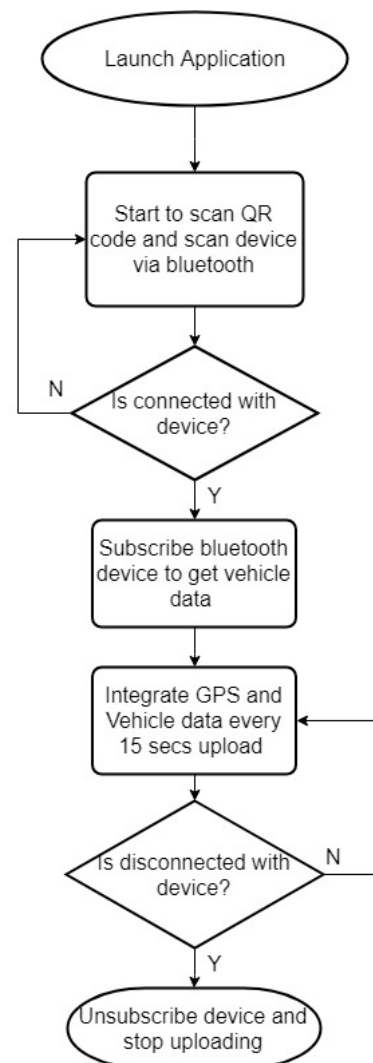 Launch Application
Start to scan QR
code and scan device
via bluetooth
N
Is connected with
device?
Y
Subscribe bluetooth
device to get vehicle
data
Integrate GPS and
Vehicle data every
15 secs upload
Is disconnected with
device?
N
Y
Unsubscribe device and
stop uploading